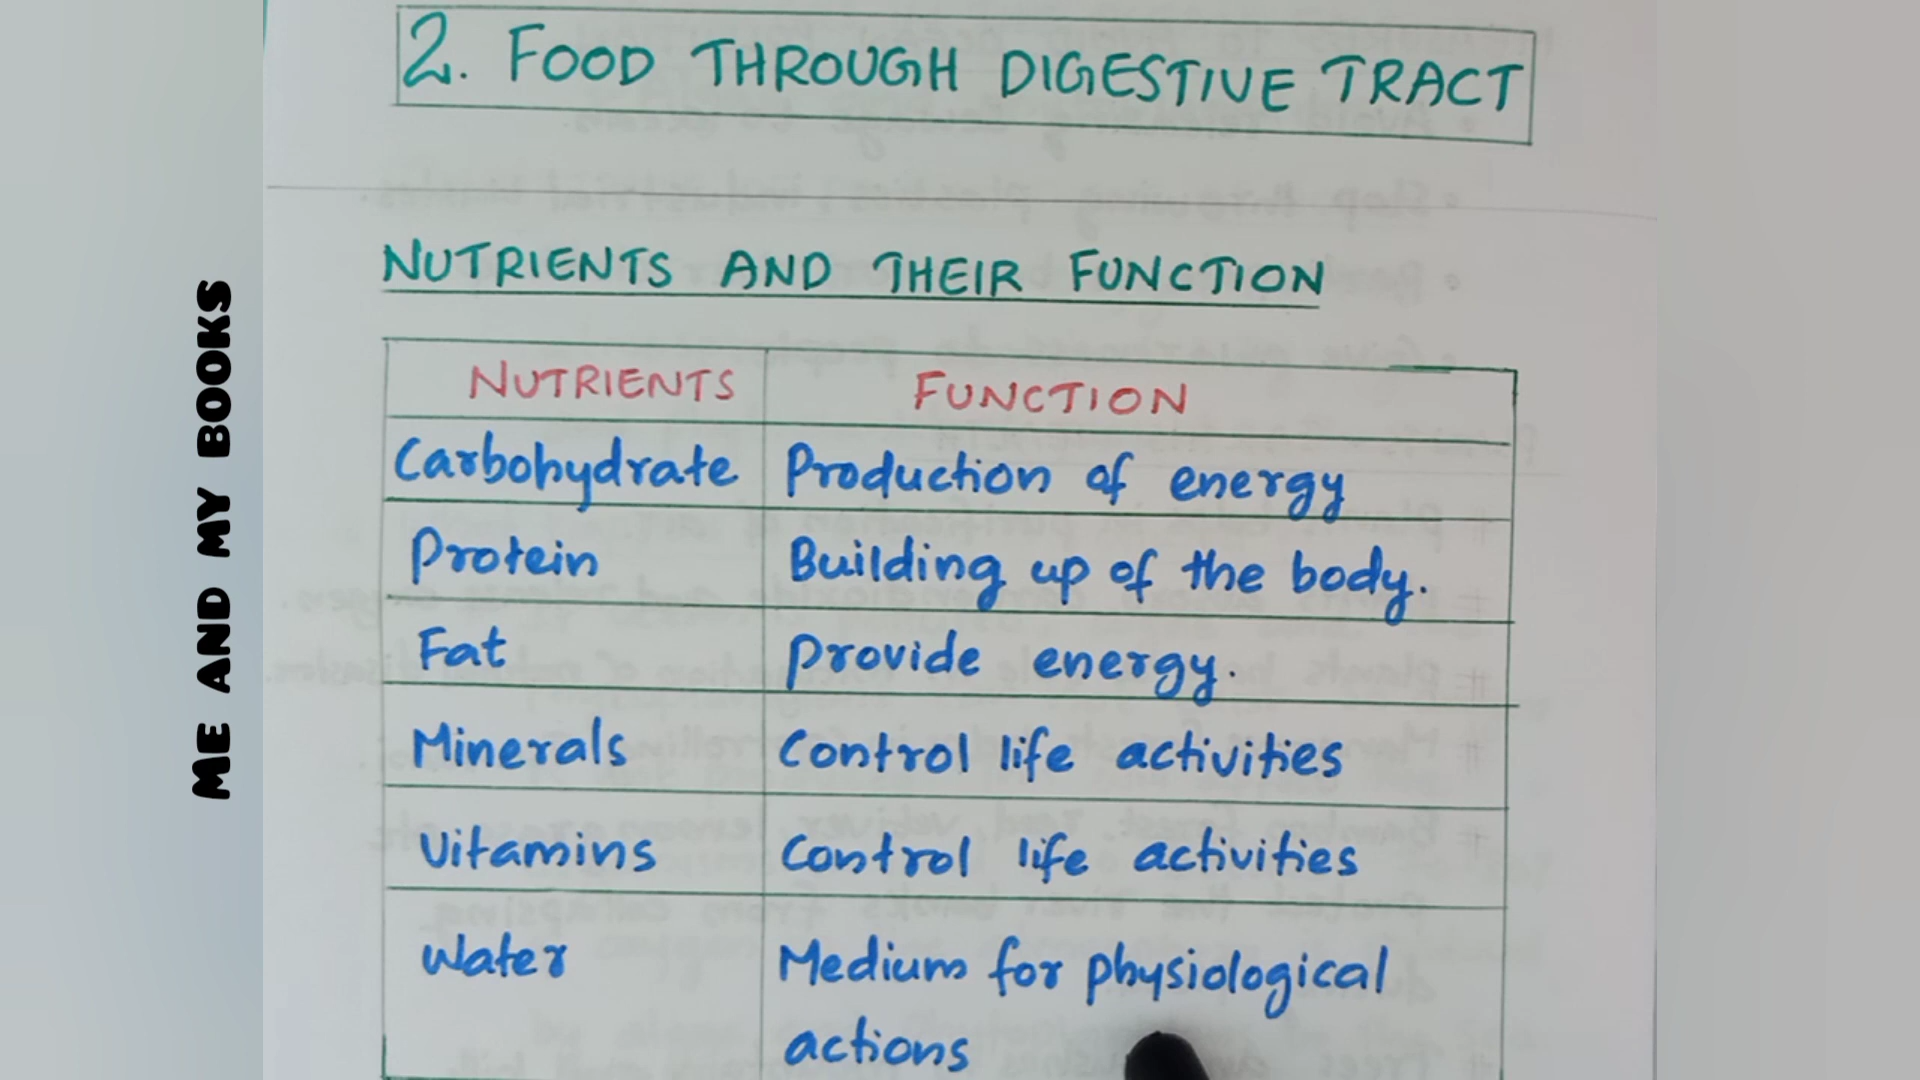 2. FOOD THROUGH DIGESTIVE TRACT
NUTRIENTS AND THEIR FUNCTION
NUTRIENTS FUNCTION
Carbohydrate Production of energy
Protein Building up of the body.
Fat Provide energy.
Minerals Control life activities
Vitamins Control life activities
Water Medium for physiological
actions
ME AND MY BOOKS